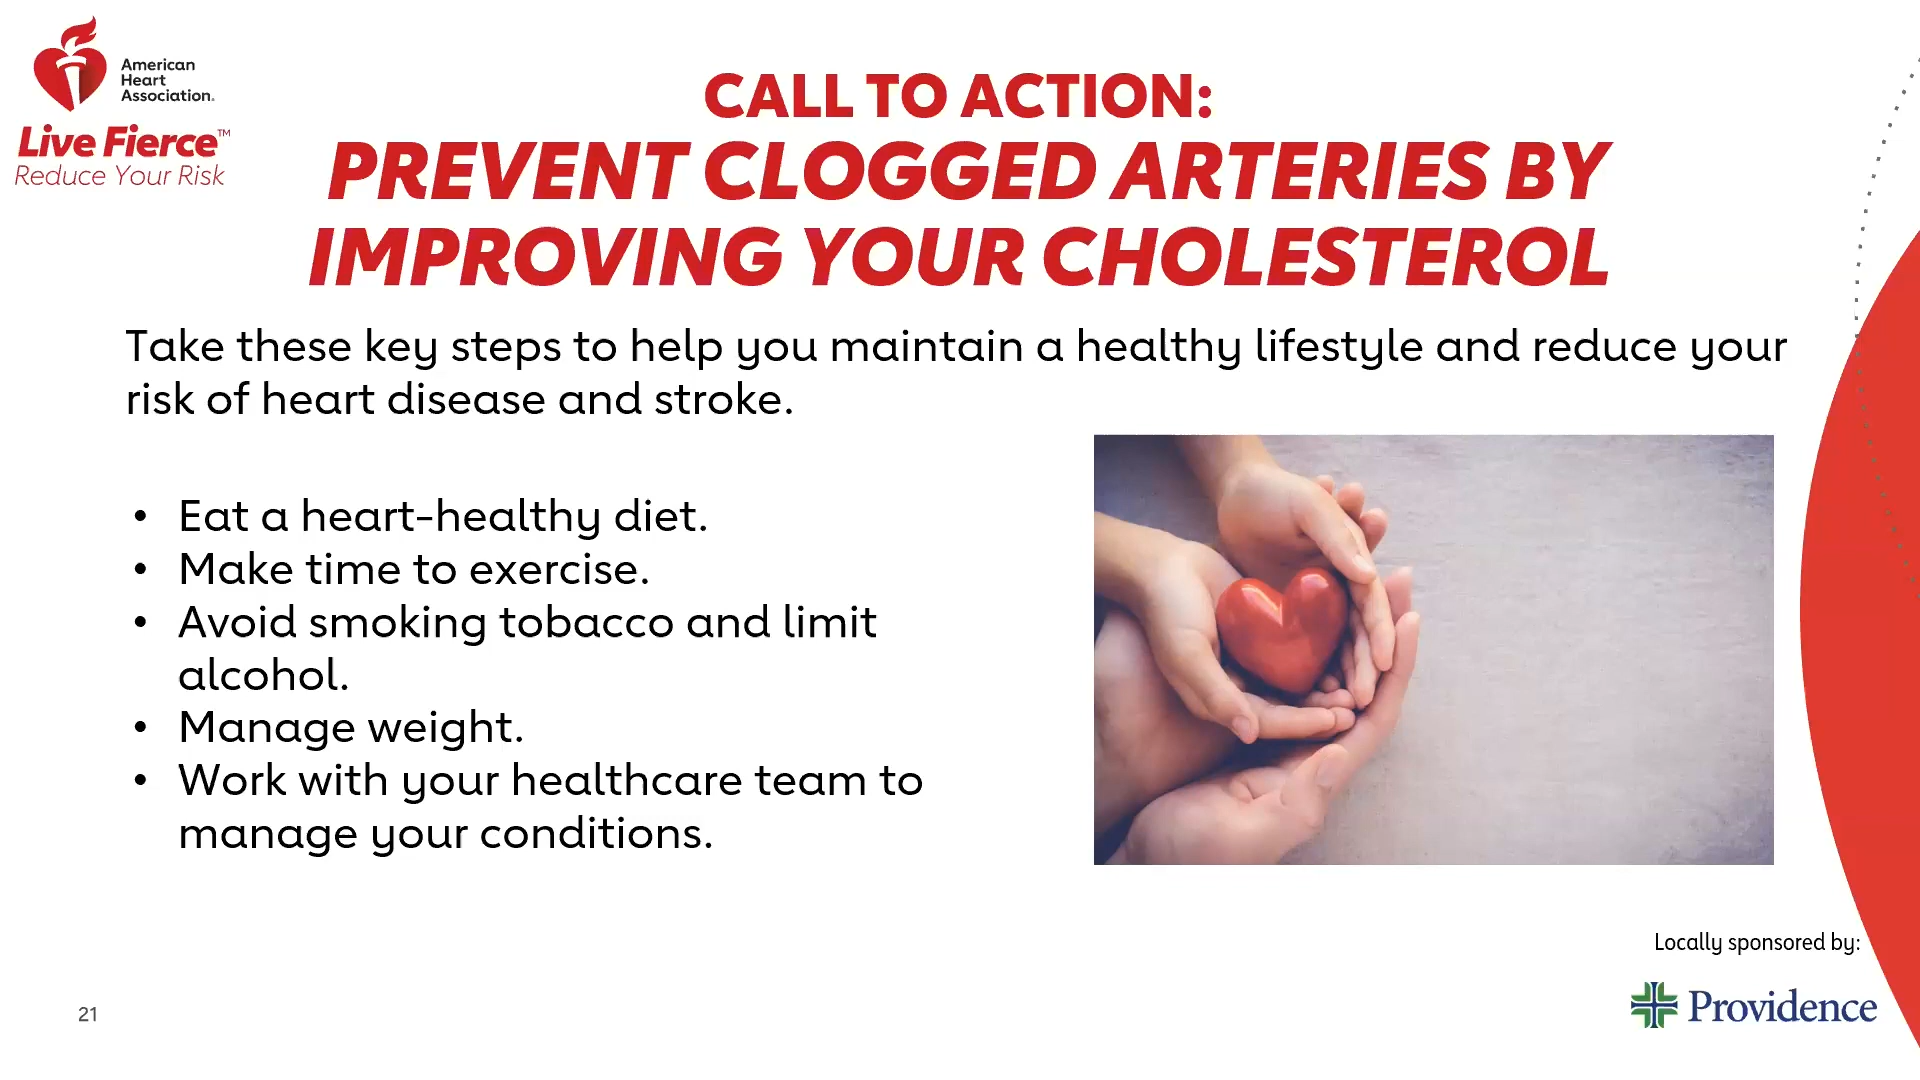 American
Heart
Association.
Live Fierce™
Reduce Your Risk
CALL TO ACTION:
PREVENT CLOGGED ARTERIES BY
IMPROVING YOUR CHOLESTEROL
Take these key steps to help you maintain a healthy lifestyle and reduce your
risk of heart disease and stroke.
• Eat a heart-healthy diet.
• Make time to exercise.
• Avoid smoking tobacco and limit
alcohol.
• Manage weight.
• Work with your healthcare team to
manage your conditions.
Locally sponsored by:
Providence
21